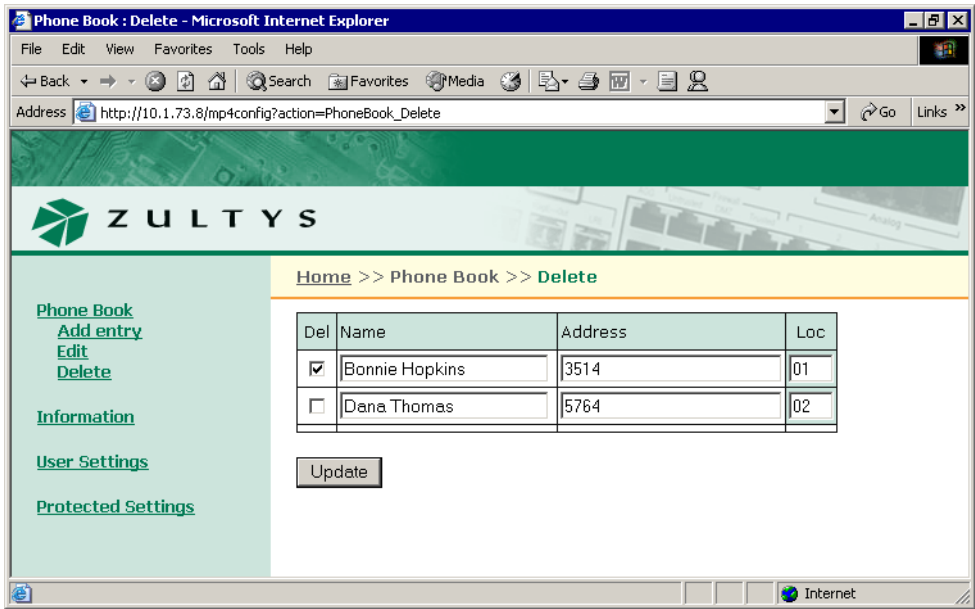 Phone Book : Delete - Microsoft Internet Explorer
File Edit View Favorites Tools Help
Back Search Favorites Media
Address http://10.1.73.8/mp4config?action=PhoneBook_Delete Go Links »
ZULTYS
Analog
Home >> Phone Book >> Delete
Phone Book
Add entry
Edit
Delete
Information
User Settings
Protected Settings
Del Name Address Loc
Bonnie Hopkins 3514 01
Dana Thomas 5764 02
Update
Internet